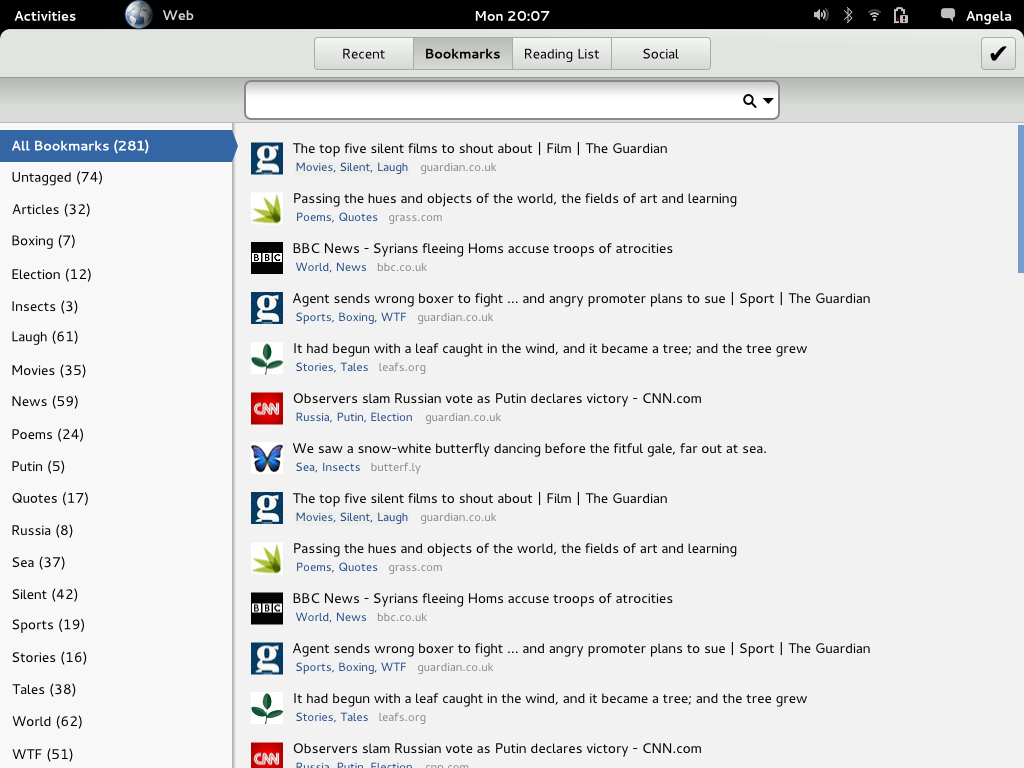 Activities Web Mon 20:07 Angela
Recent Bookmarks Reading List Social
All Bookmarks (281)
Untagged (74)
Articles (32)
Boxing (7)
Election (12)
Insects (3)
Laugh (61)
Movies (35)
News (59)
Poems (24)
Putin (5)
Quotes (17)
Russia (8)
Sea (37)
Silent (42)
Sports (19)
Stories (16)
Tales (38)
World (62)
WTF (51)
g
The top five silent films to shout about | Film | The Guardian
Movies, Silent, Laugh guardian.co.uk
Passing the hues and objects of the world, the fields of art and learning
Poems, Quotes grass.com
BBC
BBC News - Syrians fleeing Homs accuse troops of atrocities
World, News bbc.co.uk
g
Agent sends wrong boxer to fight ... and angry promoter plans to sue | Sport | The Guardian
Sports, Boxing, WTF guardian.co.uk
It had begun with a leaf caught in the wind, and it became a tree; and the tree grew
Stories, Tales leafs.org
CNN
Observers slam Russian vote as Putin declares victory - CNN.com
Russia, Putin, Election guardian.co.uk
We saw a snow-white butterfly dancing before the fitful gale, far out at sea.
Sea, Insects butterf.ly
g
The top five silent films to shout about | Film | The Guardian
Movies, Silent, Laugh guardian.co.uk
Passing the hues and objects of the world, the fields of art and learning
Poems, Quotes grass.com
BBC
BBC News - Syrians fleeing Homs accuse troops of atrocities
World, News bbc.co.uk
g
Agent sends wrong boxer to fight ... and angry promoter plans to sue | Sport | The Guardian
Sports, Boxing, WTF guardian.co.uk
It had begun with a leaf caught in the wind, and it became a tree; and the tree grew
Stories, Tales leafs.org
CNN
Observers slam Russian vote as Putin declares victory - CNN.com
Russia, Putin, Election cnn.com